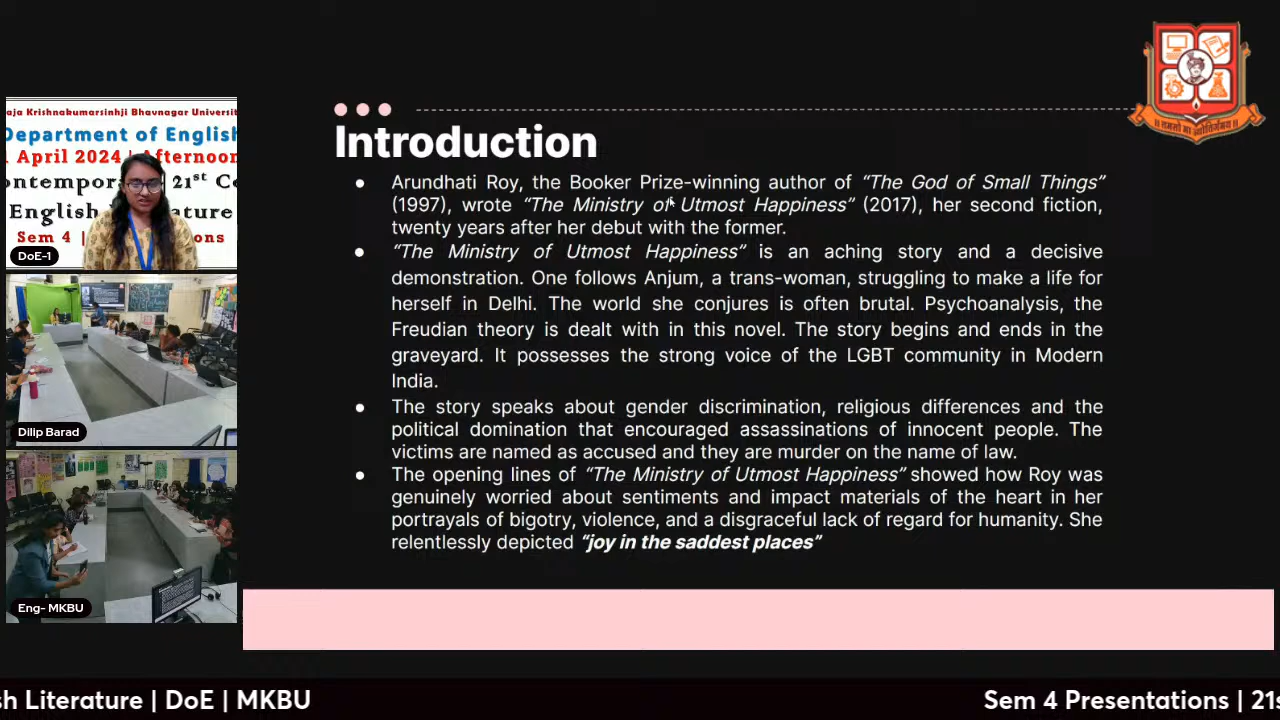 aja Krishnakumarsinhji Bhavnagar Universit
Department of English
April 2024 | Afternoon
ontempor 21st Ce
English erature
Sem 4 | ons
DoE-1
Dilip Barad
Eng- MKBU
Introduction
● Arundhati Roy, the Booker Prize-winning author of “The God of Small Things”
(1997), wrote “The Ministry of Utmost Happiness” (2017), her second fiction,
twenty years after her debut with the former.
● “The Ministry of Utmost Happiness” is an aching story and a decisive
demonstration. One follows Anjum, a trans-woman, struggling to make a life for
herself in Delhi. The world she conjures is often brutal. Psychoanalysis, the
Freudian theory is dealt with in this novel. The story begins and ends in the
graveyard. It possesses the strong voice of the LGBT community in Modern
India.
● The story speaks about gender discrimination, religious differences and the
political domination that encouraged assassinations of innocent people. The
victims are named as accused and they are murder on the name of law.
● The opening lines of “The Ministry of Utmost Happiness” showed how Roy was
genuinely worried about sentiments and impact materials of the heart in her
portrayals of bigotry, violence, and a disgraceful lack of regard for humanity. She
relentlessly depicted “joy in the saddest places”
sh Literature | DoE | MKBU
Sem 4 Presentations | 21s